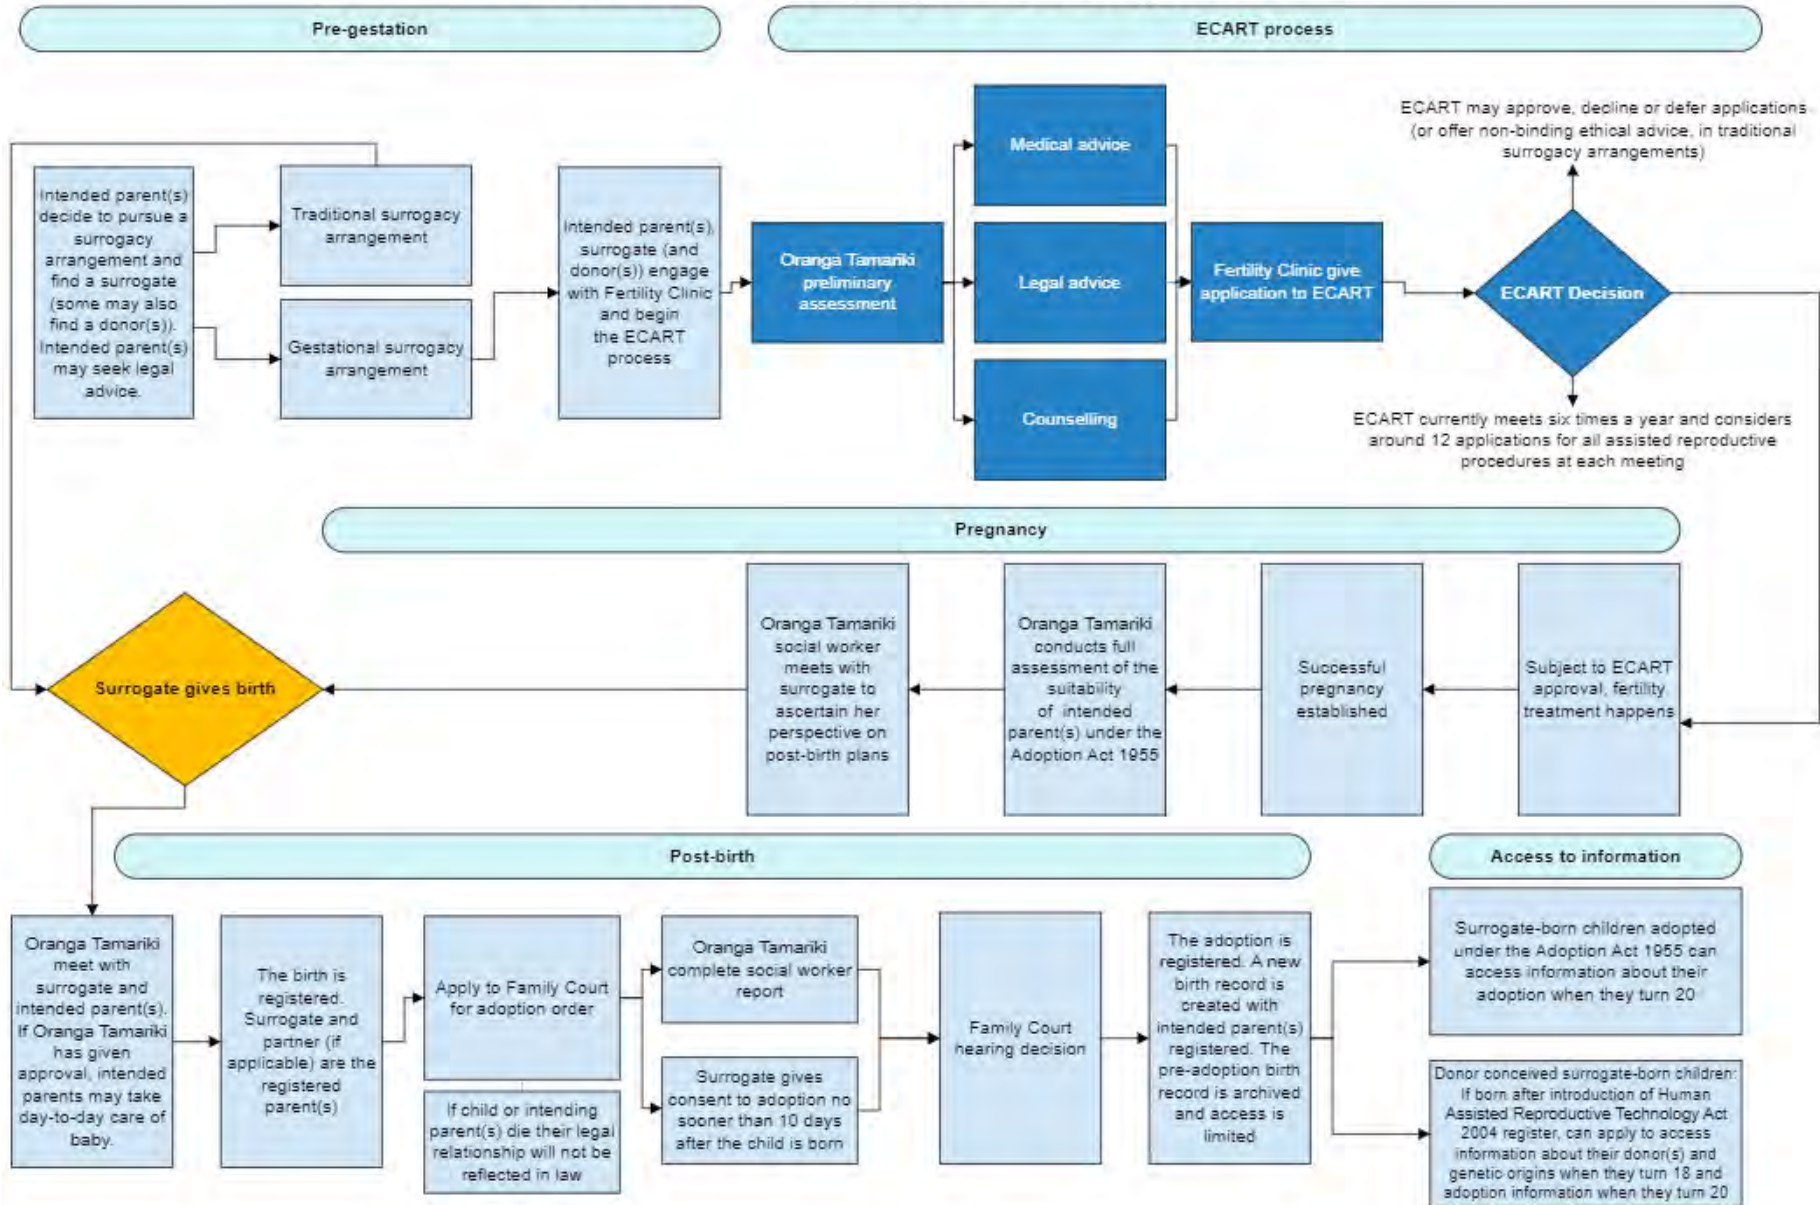 Pre-gestation
ECART process
Intended parent(s)
decide to pursue a
surrogacy
arrangement and
find a surrogate
(some may also
find a donor(s)).
Intended parent(s)
may seek legal
advice.
Traditional surrogacy
arrangement
Gestational surrogacy
arrangement
Intended parent(s),
surrogate (and
donor(s)) engage
with Fertility Clinic
and begin
the ECART
process
Oranga Tamariki
preliminary
assessment
Medical advice
Legal advice
Counselling
Fertility Clinic give
application to ECART
ECART may approve, decline or defer applications
(or offer non-binding ethical advice, in traditional
surrogacy arrangements)
ECART Decision
ECART currently meets six times a year and considers
around 12 applications for all assisted reproductive
procedures at each meeting
Pregnancy
Surrogate gives birth
Oranga Tamariki
social worker
meets with
surrogate to
ascertain her
perspective on
post-birth plans
Oranga Tamariki
conducts full
assessment of the
suitability
of intended
parent(s) under the
Adoption Act 1955
Successful
pregnancy
established
Subject to ECART
approval, fertility
treatment happens
Post-birth
Access to information
Oranga Tamariki
meet with
surrogate and
intended parent(s).
If Oranga Tamariki
has given
approval, intended
parents may take
day-to-day care of
baby.
The birth is
registered.
Surrogate and
partner (if
applicable) are the
registered
parent(s)
Apply to Family Court
for adoption order
If child or intending
parent(s) die their legal
relationship will not be
reflected in law
Oranga Tamariki
complete social worker
report
Surrogate gives
consent to adoption no
sooner than 10 days
after the child is born
Family Court
hearing decision
The adoption is
registered. A new
birth record is
created with
intended parent(s)
registered. The
pre-adoption birth
record is archived
and access is
limited
Surrogate-born children adopted
under the Adoption Act 1955 can
access information about their
adoption when they turn 20
Donor conceived surrogate-born children:
If born after introduction of Human
Assisted Reproductive Technology Act
2004 register, can apply to access
information about their donor(s) and
genetic origins when they turn 18 and
adoption information when they turn 20